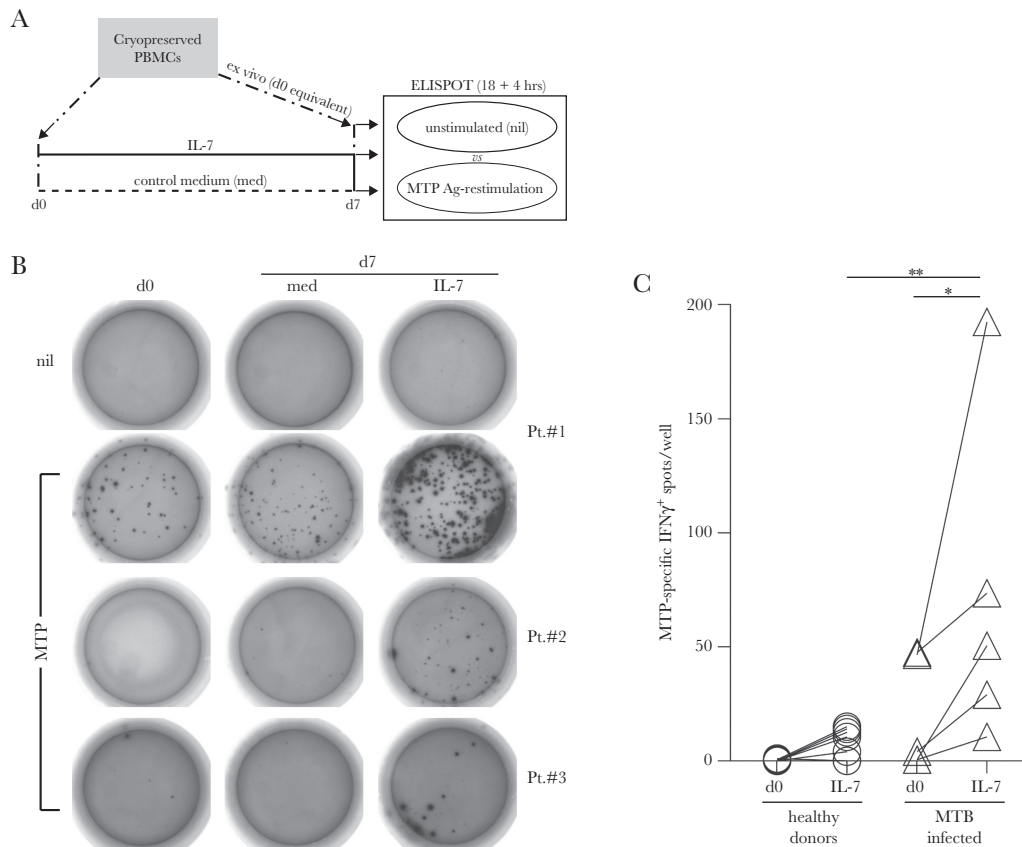 A
Cryopreserved
PBMCs
ex vivo (d0 equivalent)
ELISPOT (18 + 4 hrs)
unstimulated (nil)
vs
MTP Ag-restimulation
IL-7
control medium (med)
d0
d7
B
d7
d0
med
IL-7
nil
Pt.#1
MTP
Pt.#2
Pt.#3
C
**
*
MTP-specific IFNγ+ spots/well
200
150
100
50
0
d0
IL-7
d0
IL-7
healthy
donors
MTB
infected